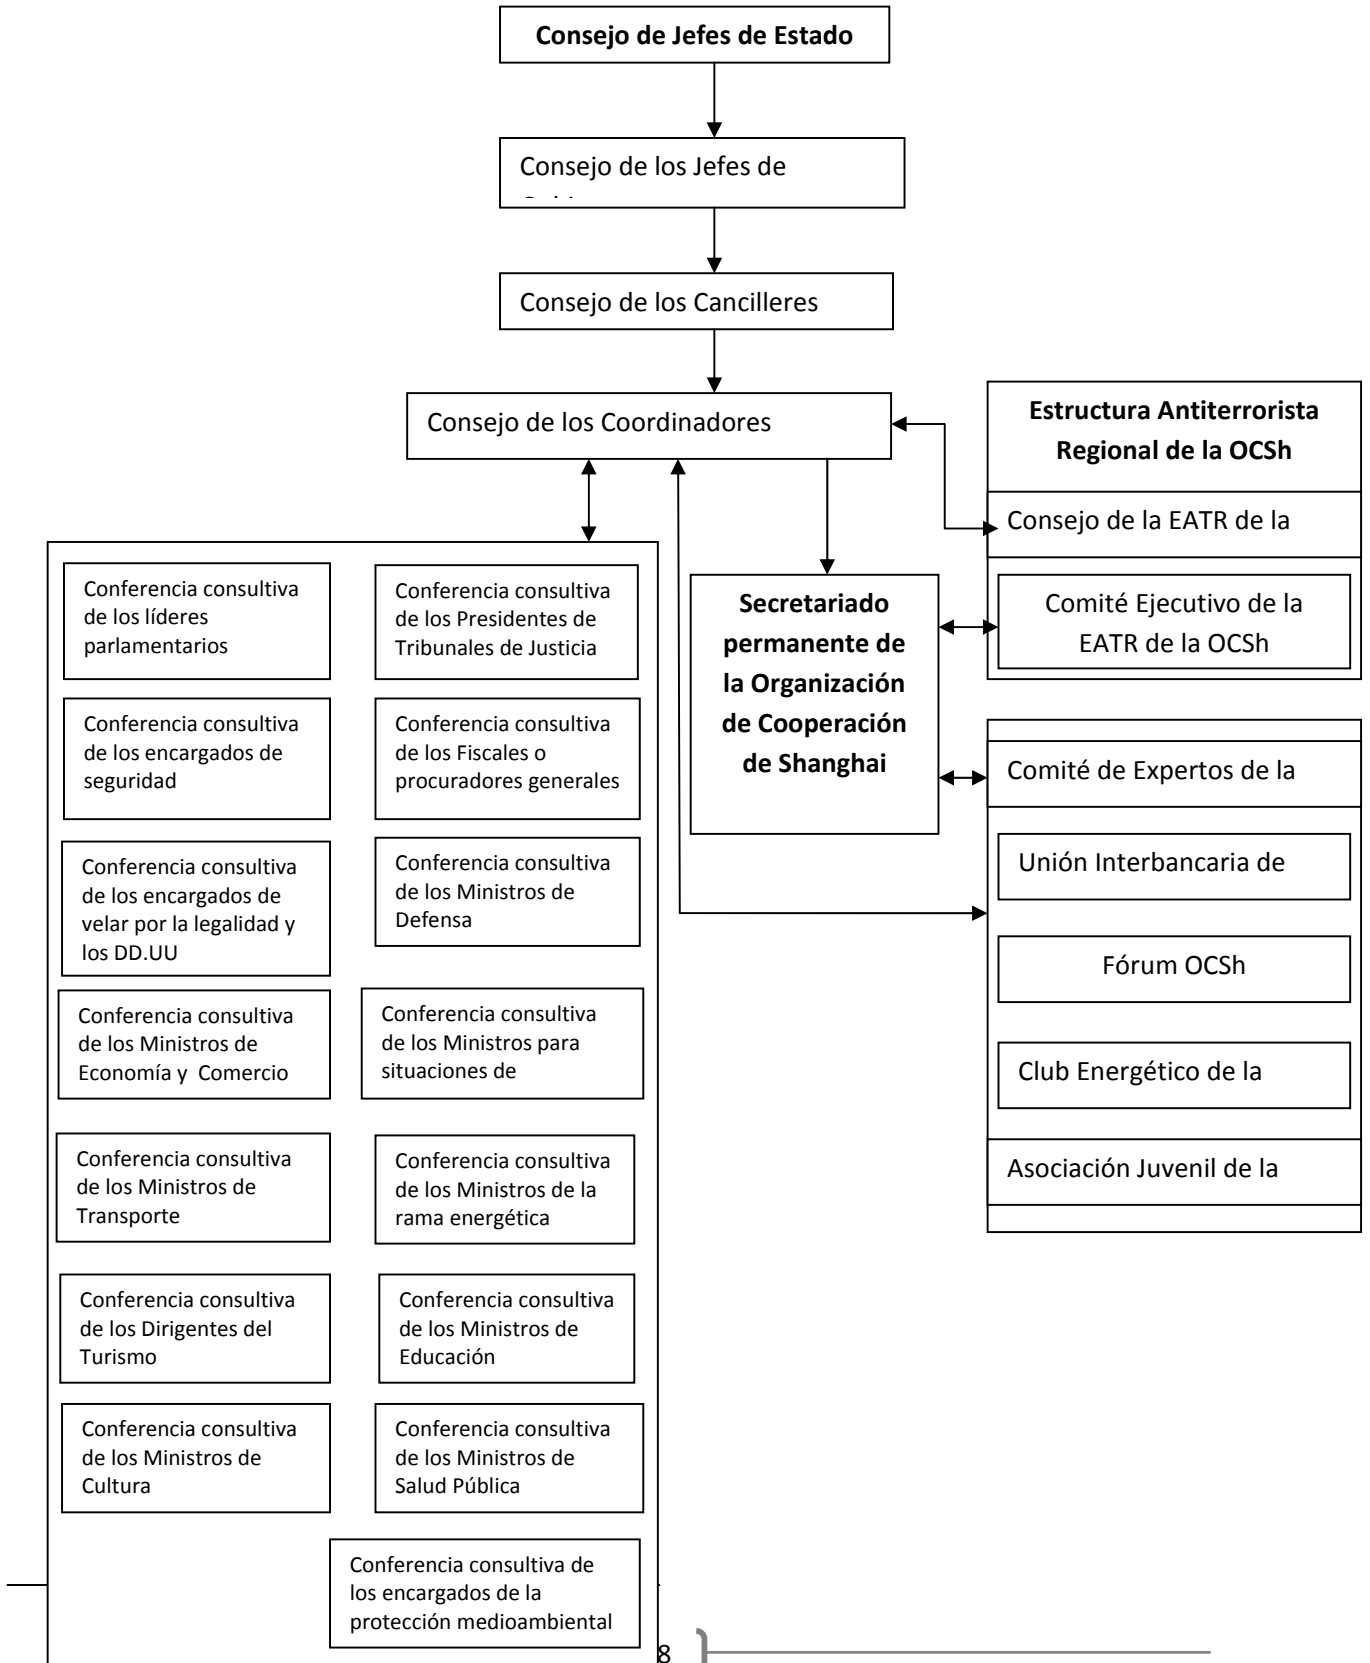 Consejo de Jefes de Estado
Consejo de los Jefes de
Consejo de los Cancilleres
Consejo de los Coordinadores
Estructura Antiterrorista
Regional de la OCSh
Consejo de la EATR de la
Comité Ejecutivo de la
EATR de la OCSh
Secretariado
permanente de
la Organización
de Cooperación
de Shanghai
Comité de Expertos de la
Unión Interbancaria de
Fórum OCSh
Club Energético de la
Asociación Juvenil de la
Conferencia consultiva
de los líderes
parlamentarios
Conferencia consultiva
de los Presidentes de
Tribunales de Justicia
Conferencia consultiva
de los encargados de
seguridad
Conferencia consultiva
de los Fiscales o
procuradores generales
Conferencia consultiva
de los encargados de
velar por la legalidad y
los DD.UU
Conferencia consultiva
de los Ministros de
Defensa
Conferencia consultiva
de los Ministros de
Economía y  Comercio
Conferencia consultiva
de los Ministros para
situaciones de
Conferencia consultiva
de los Ministros de
Transporte
Conferencia consultiva
de los Ministros de la
rama energética
Conferencia consultiva
de los Dirigentes del
Turismo
Conferencia consultiva
de los Ministros de
Educación
Conferencia consultiva
de los Ministros de
Cultura
Conferencia consultiva
de los Ministros de
Salud Pública
Conferencia consultiva de
los encargados de la
protección medioambiental
8